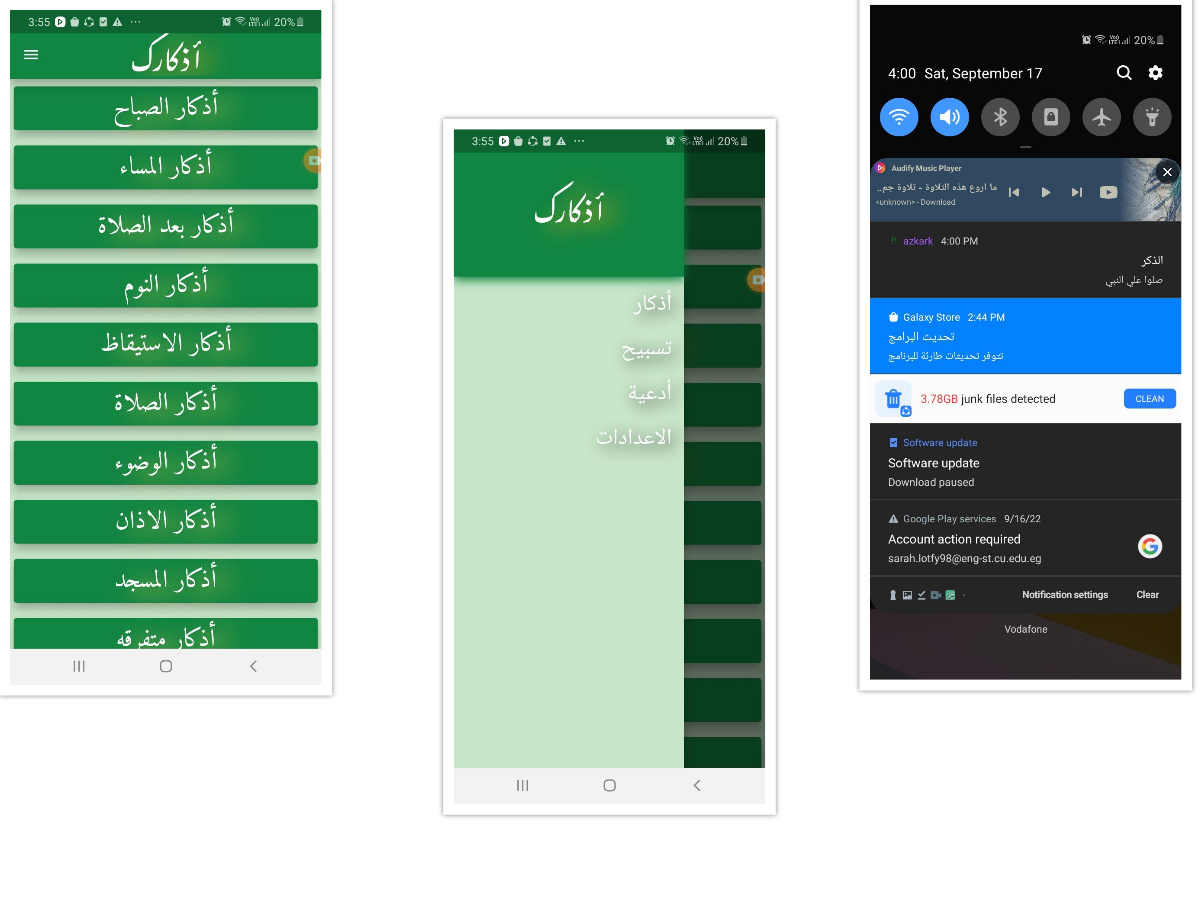 3:55
20%
أذكارك
أذكار الصباح
أذكار المساء
أذكار بعد الصلاة
أذكار النوم
أذكار الاستيقاظ
أذكار الصلاة
أذكار الوضوء
أذكار الاذان
أذكار المسجد
أذكار متفرقه
3:55
20%
أذكارك
أذكار
تسبيح
أدعية
الاعدادات
20%
4:00 Sat, September 17
Audify Music Player
ما اروع هذه التلاوة - تلاوة جم..
<unknown> - Download
azkark 4:00 PM
الذكر
صلوا علي النبي
Galaxy Store 2:44 PM
تحديث البرامج
تتوفر تحديثات طارئة للبرنامج
3.78GB junk files detected
CLEAN
Software update
Software update
Download paused
Google Play services 9/16/22
Account action required
sarah.lotfy98@eng-st.cu.edu.eg
Notification settings Clear
Vodafone